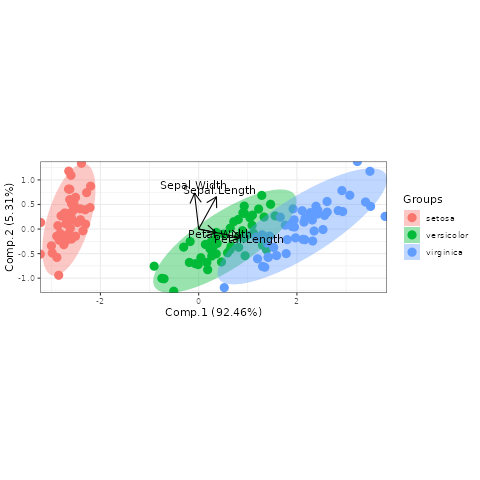 Sepal.Width
Sepal.Length
Petal.Width
Petal.Length
1.0
0.5
0.0
-0.5
-1.0
-2
0
2
Comp.1 (92.46%)
Comp.2 (5.31%)
Groups
setosa
versicolor
virginica